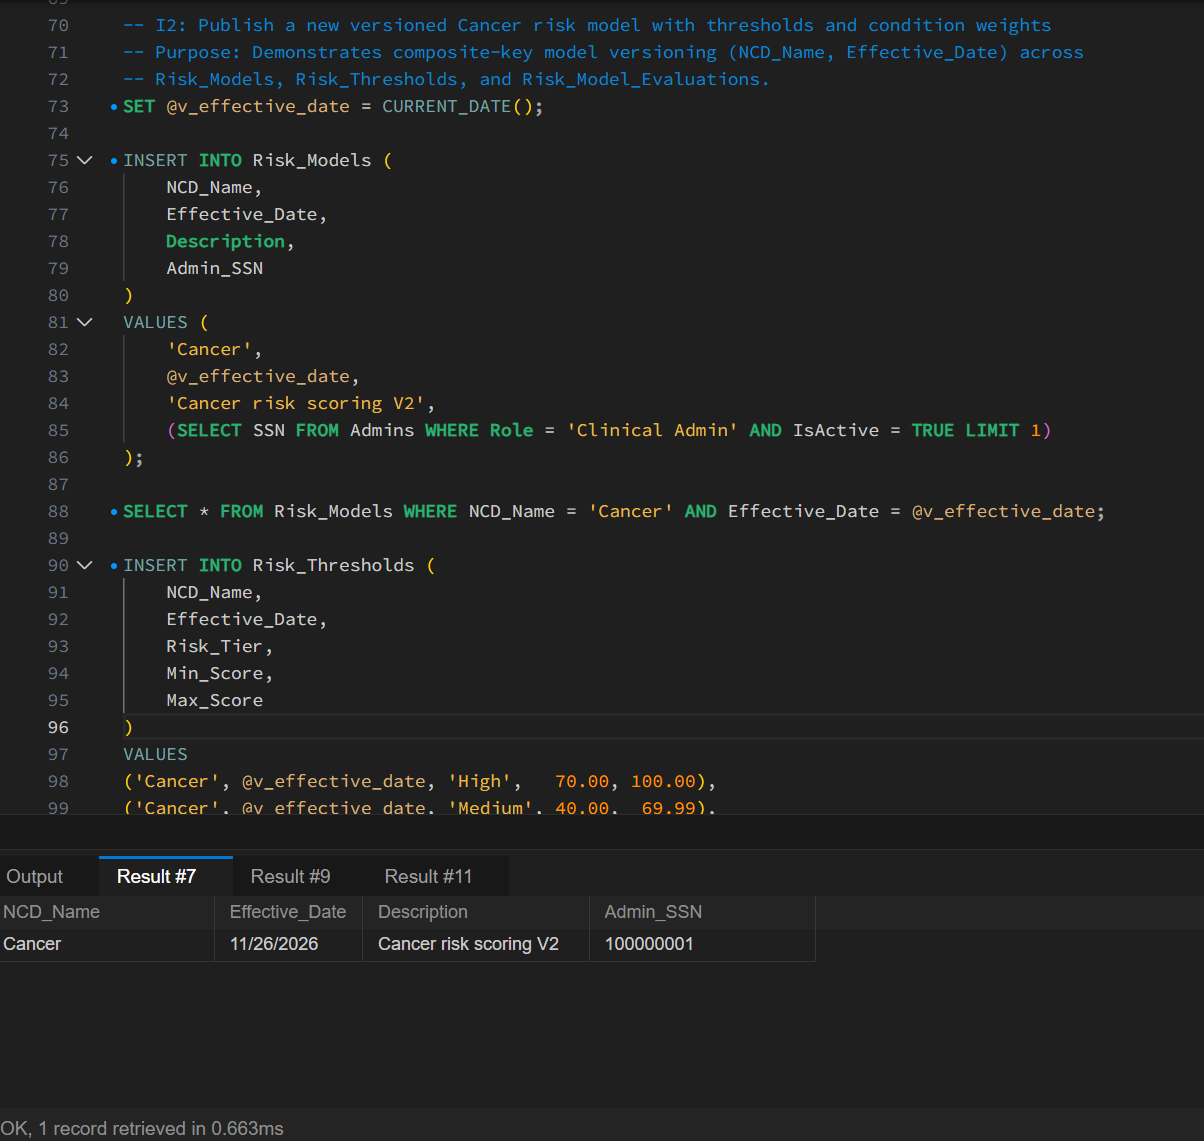 70 -- I2: Publish a new versioned Cancer risk model with thresholds and condition weights
71 -- Purpose: Demonstrates composite-key model versioning (NCD_Name, Effective_Date) across
72 -- Risk_Models, Risk_Thresholds, and Risk_Model_Evaluations.
73 SET @v_effective_date = CURRENT_DATE();
74
75 INSERT INTO Risk_Models (
76 NCD_Name,
77 Effective_Date,
78 Description,
79 Admin_SSN
80 )
81 VALUES (
82 'Cancer',
83 @v_effective_date,
84 'Cancer risk scoring V2',
85 (SELECT SSN FROM Admins WHERE Role = 'Clinical Admin' AND IsActive = TRUE LIMIT 1)
86 );
87
88 SELECT * FROM Risk_Models WHERE NCD_Name = 'Cancer' AND Effective_Date = @v_effective_date;
89
90 INSERT INTO Risk_Thresholds (
91 NCD_Name,
92 Effective_Date,
93 Risk_Tier,
94 Min_Score,
95 Max_Score
96 )
97 VALUES
98 ('Cancer', @v_effective_date, 'High', 70.00, 100.00),
99 ('Cancer', @v_effective_date, 'Medium', 40.00, 69.99),
Output Result #7 Result #9 Result #11
NCD_Name Effective_Date Description Admin_SSN
Cancer 11/26/2026 Cancer risk scoring V2 100000001
OK, 1 record retrieved in 0.663ms